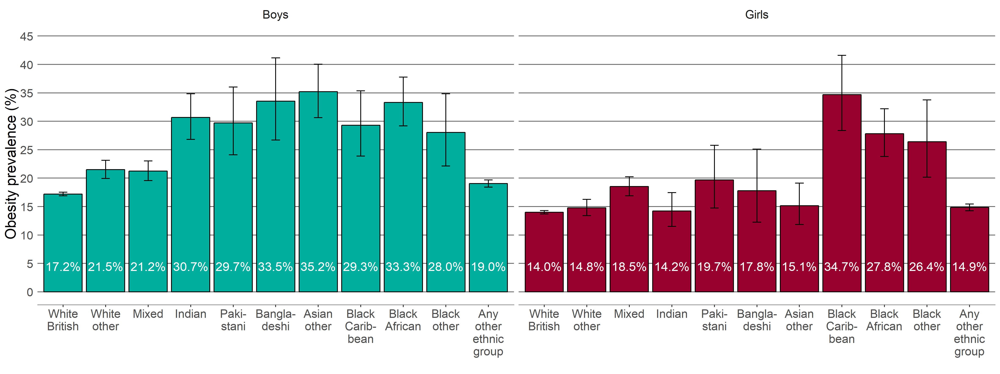 Boys
Girls
Obesity prevalence (%)
45
40
35
30
25
20
15
10
5
0
17.2% 21.5% 21.2% 30.7% 29.7% 33.5% 35.2% 29.3% 33.3% 28.0% 19.0%
14.0% 14.8% 18.5% 14.2% 19.7% 17.8% 15.1% 34.7% 27.8% 26.4% 14.9%
White
British
White
other
Mixed
Indian
Paki-
stani
Bangla-
deshi
Asian
other
Black
Carib-
bean
Black
African
Black
other
Any
other
ethnic
group
White
British
White
other
Mixed
Indian
Paki-
stani
Bangla-
deshi
Asian
other
Black
Carib-
bean
Black
African
Black
other
Any
other
ethnic
group